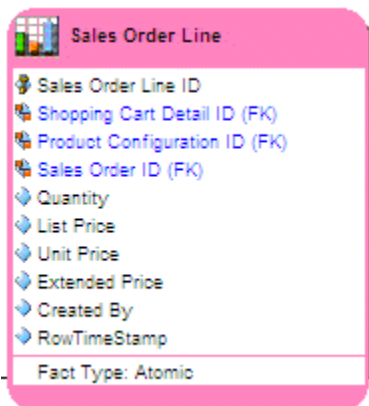 Sales Order Line
Sales Order Line ID
Shopping Cart Detail ID (FK)
Product Configuration ID (FK)
Sales Order ID (FK)
Quantity
List Price
Unit Price
Extended Price
Created By
RowTimeStamp
Fact Type: Atomic